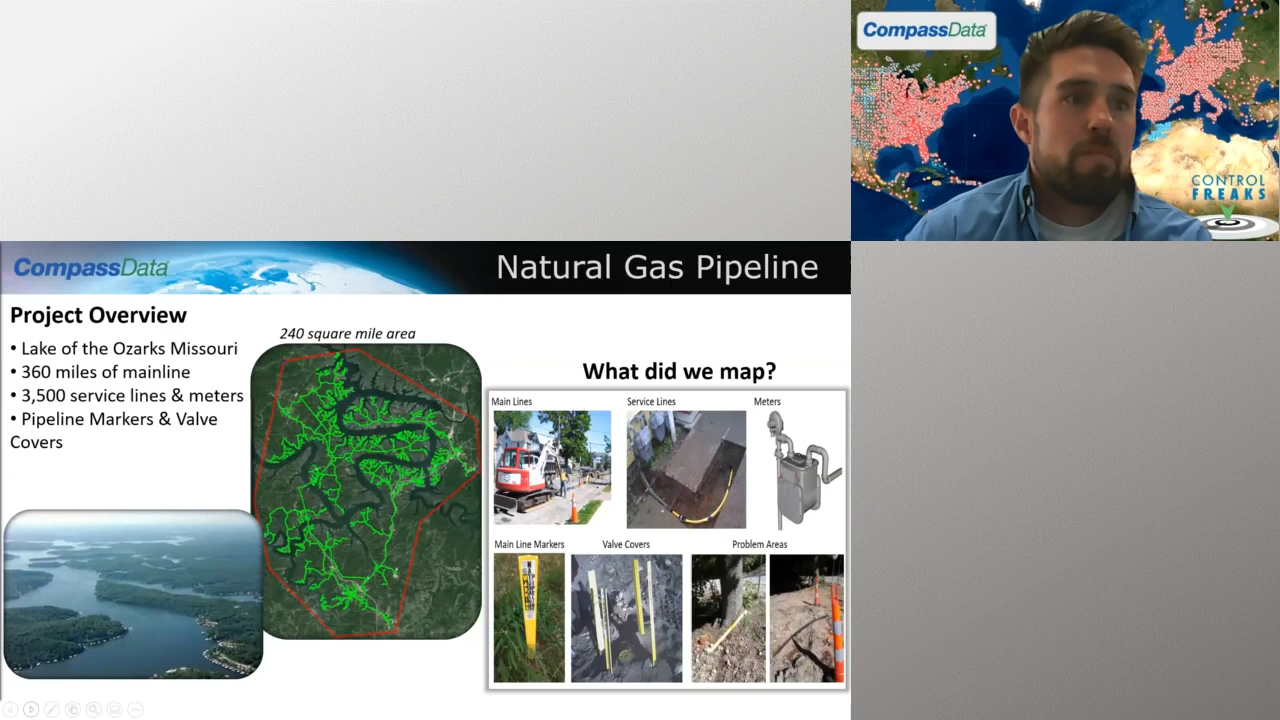 CompassData
CONTROL
FREAKS
CompassData
Natural Gas Pipeline
Project Overview
• Lake of the Ozarks Missouri
• 360 miles of mainline
• 3,500 service lines & meters
• Pipeline Markers & Valve
Covers
240 square mile area
What did we map?
Main Lines
Service Lines
Meters
Main Line Markers
Valve Covers
Problem Areas